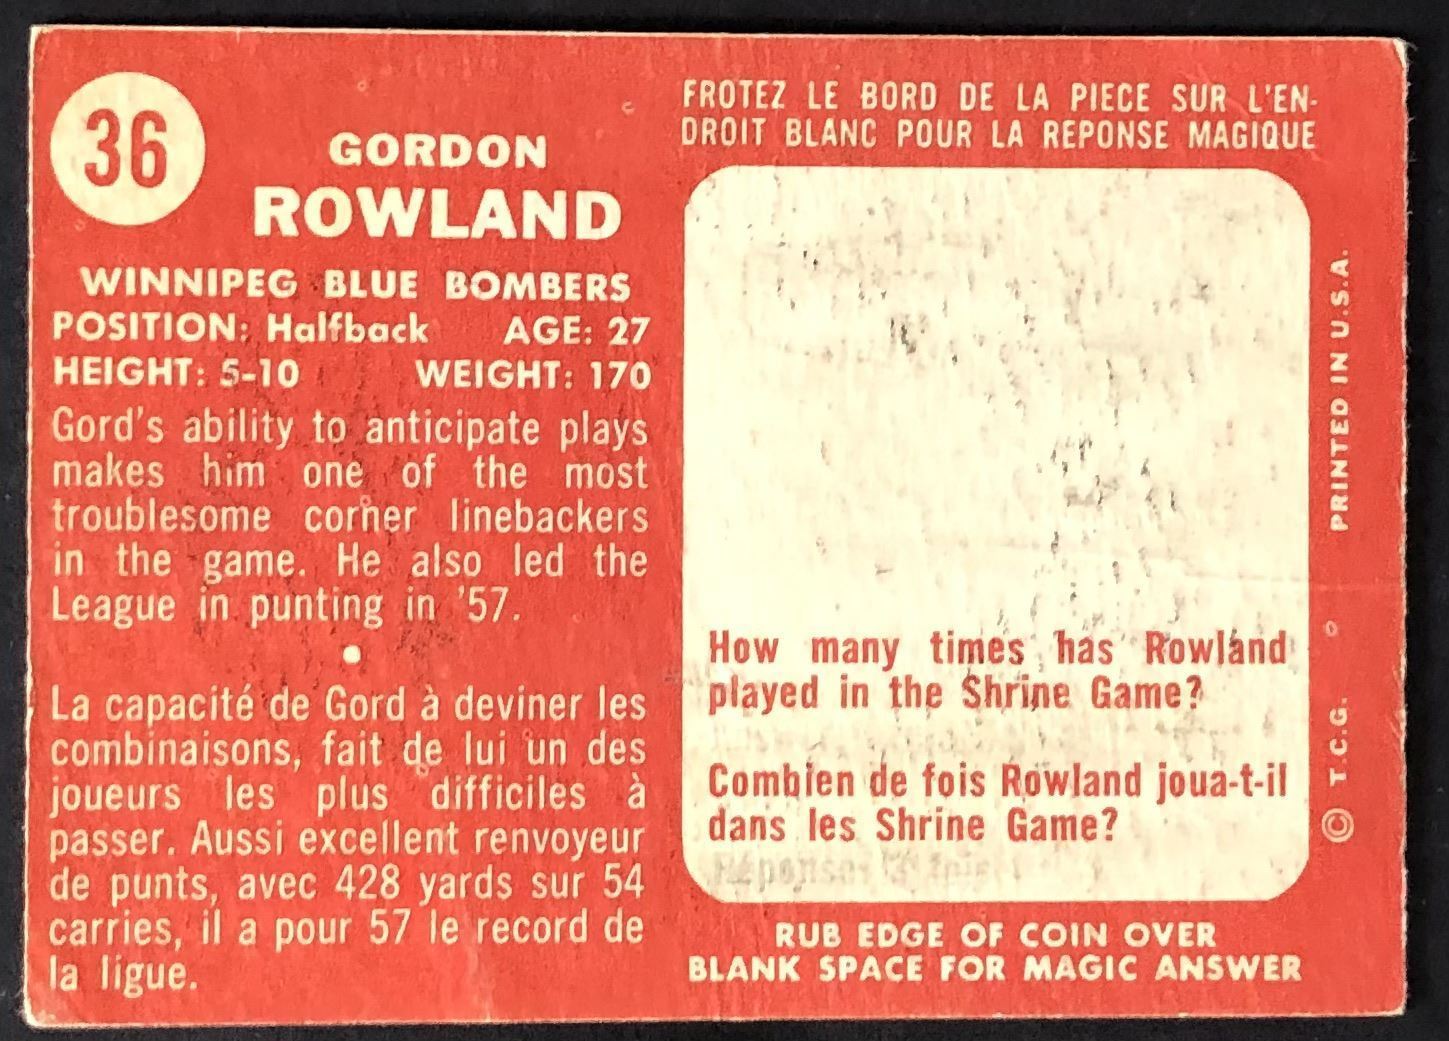 36
GORDON
ROWLAND
WINNIPEG BLUE BOMBERS
POSITION: Halfback AGE: 27
HEIGHT: 5-10 WEIGHT: 170
Gord's ability to anticipate plays
makes him one of the most
troublesome corner linebackers
in the game. He also led the
League in punting in '57.
La capacité de Gord à deviner les
combinaisons, fait de lui un des
joueurs les plus difficiles à
passer. Aussi excellent renvoyeur
de punts, avec 428 yards sur 54
carries, il a pour 57 le record de
la ligue.
FROTEZ LE BORD DE LA PIECE SUR L'EN-
DROIT BLANC POUR LA REPONSE MAGIQUE
How many times has Rowland
played in the Shrine Game?
Combien de fois Rowland joua-t-il
dans les Shrine Game?
Réponse: fois
RUB EDGE OF COIN OVER
BLANK SPACE FOR MAGIC ANSWER
© T.C.G. PRINTED IN U.S.A.